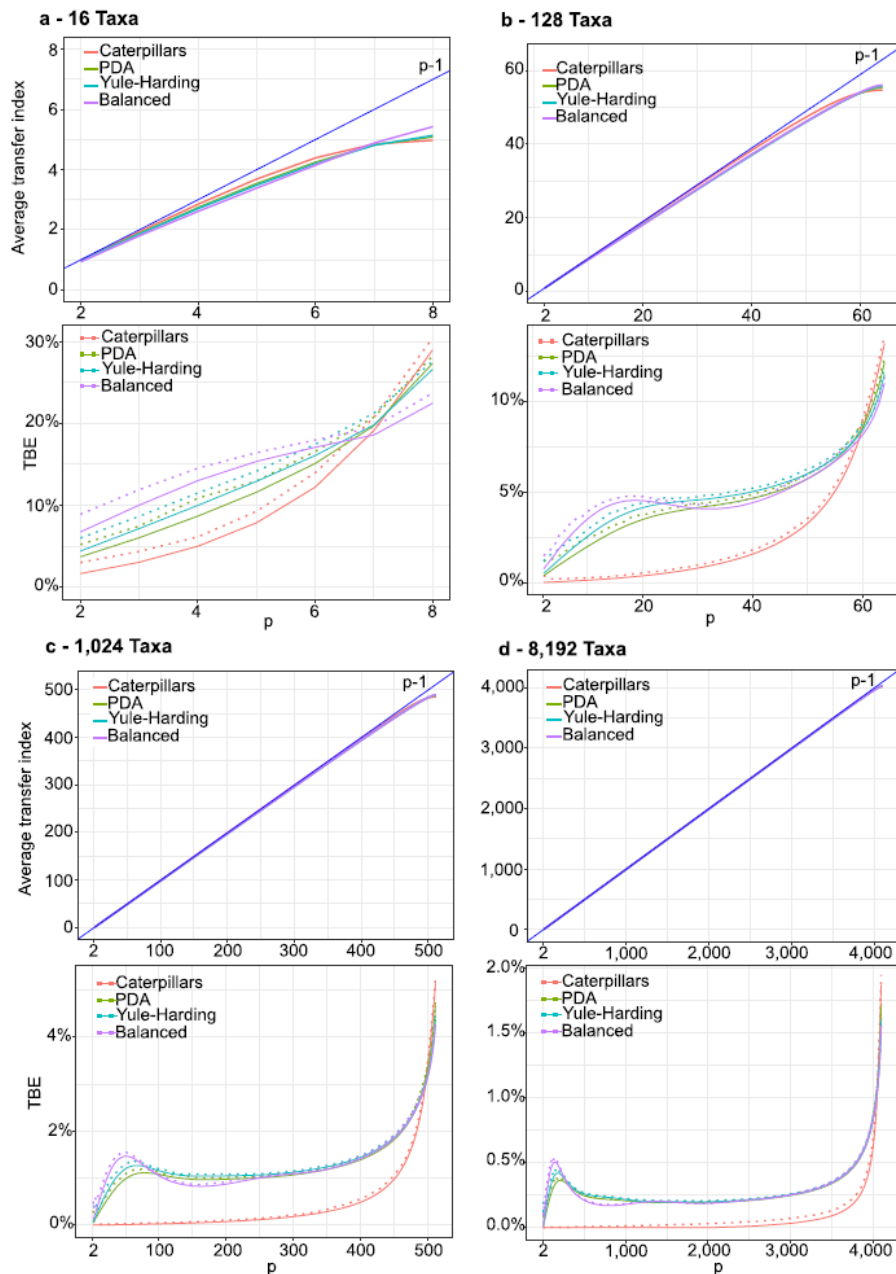 a - 16 Taxa
8
6
4
2
0
Average transfer index
Caterpillars
PDA
Yule-Harding
Balanced
p-1
2 4 6 8
30%
20%
10%
0%
TBE
Caterpillars
PDA
Yule-Harding
Balanced
2 4 6 8
p
b - 128 Taxa
60
40
20
0
Caterpillars
PDA
Yule-Harding
Balanced
p-1
2 20 40 60
10%
5%
0%
Caterpillars
PDA
Yule-Harding
Balanced
2 20 40 60
p
c - 1,024 Taxa
500
400
300
200
100
0
Average transfer index
Caterpillars
PDA
Yule-Harding
Balanced
p-1
2 100 200 300 400 500
4%
2%
0%
TBE
Caterpillars
PDA
Yule-Harding
Balanced
2 100 200 300 400 500
p
d - 8,192 Taxa
4,000
3,000
2,000
1,000
0
Caterpillars
PDA
Yule-Harding
Balanced
p-1
2 1,000 2,000 3,000 4,000
2.0%
1.5%
1.0%
0.5%
0.0%
Caterpillars
PDA
Yule-Harding
Balanced
2 1,000 2,000 3,000 4,000
p